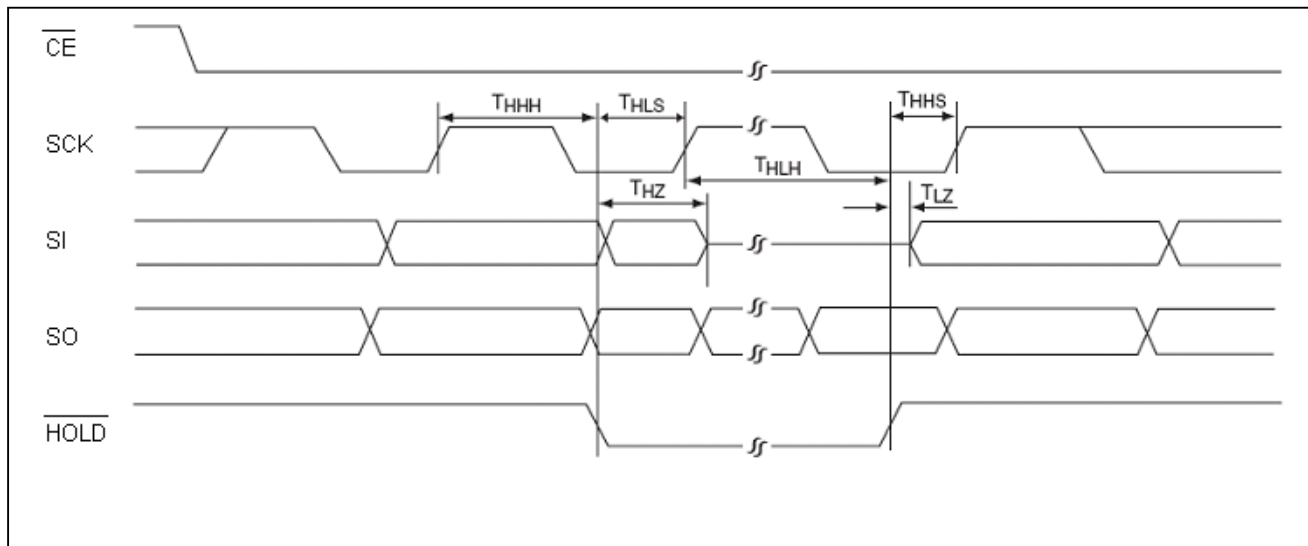 CE
THHH THLS THHS
SCK
THLH
THZ TLZ
SI
SO
HOLD